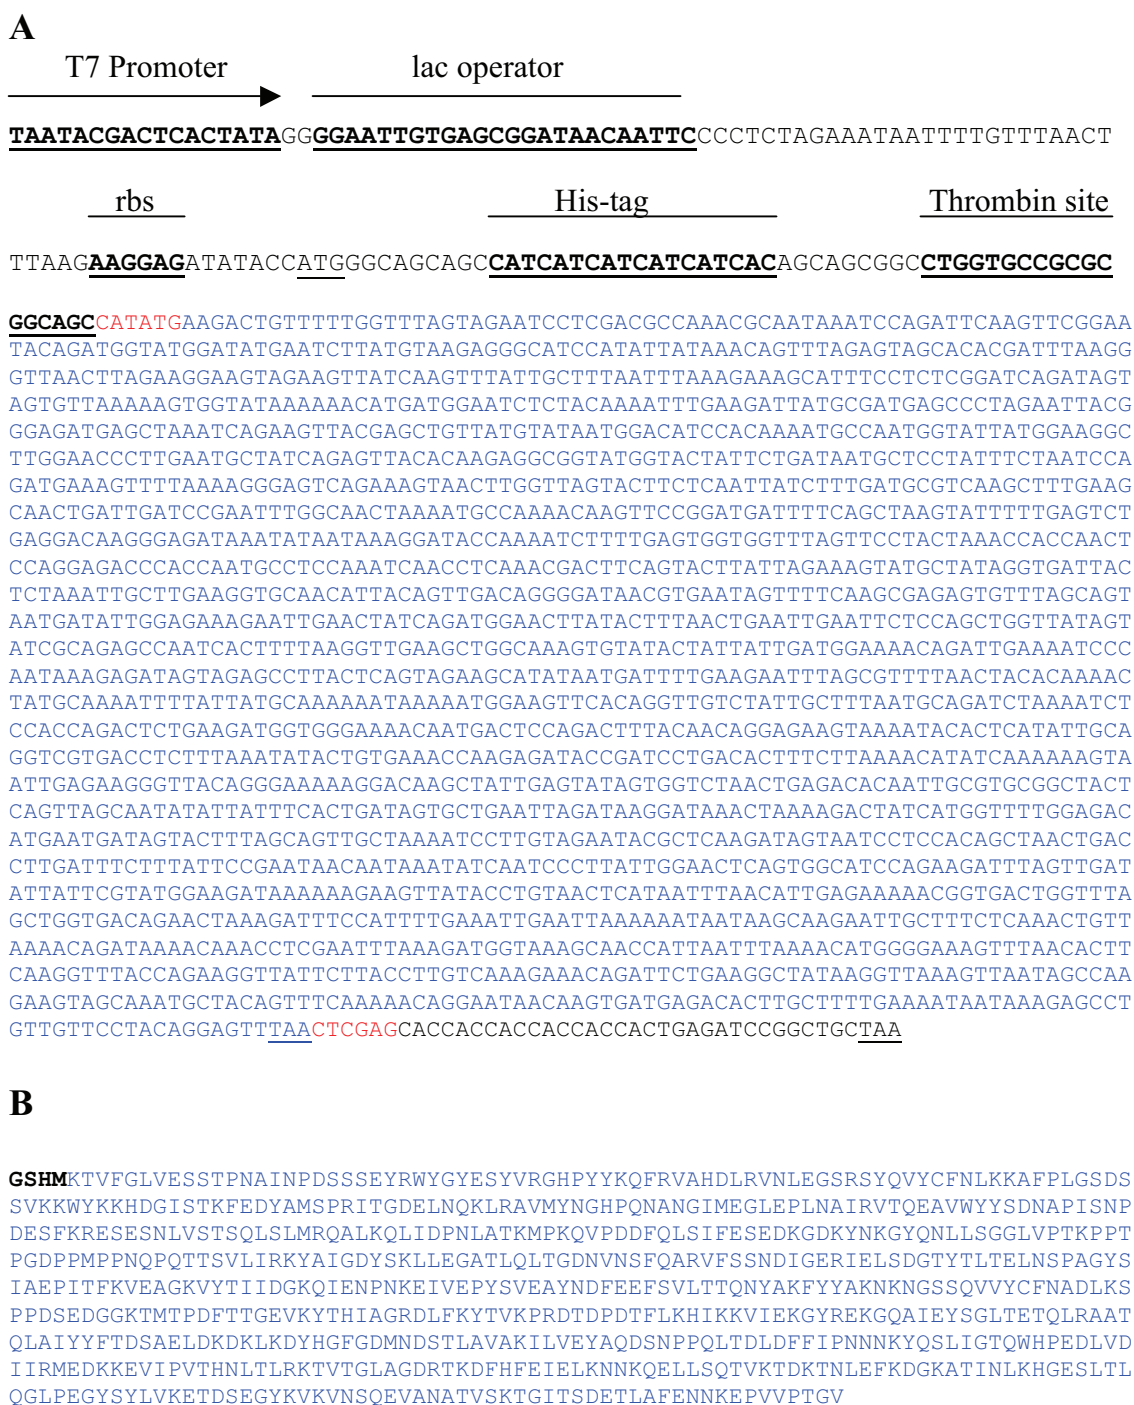 A
T7 Promoter lac operator
TAATACGACTCACTATAGGGGAATTGTGAGCGGATAACAATTCCCCTCTAGAAATAATTTTGTTTAACT
rbs His-tag Thrombin site
TTAAGAAGGAGATATACCATGGGCAGCAGCCATCATCATCATCATCACAGCAGCGGCCTGGTGCCGCGC
GGCAGCCATATGAAGACTGTTTTTGGTTTAGTAGAATCCTCGACGCCAAACGCAATAAATCCAGATTCAAGTTCGGAA
TACAGATGGTATGGATATGAATCTTATGTAAGAGGGCATCCATATTATAAACAGTTTAGAGTAGCACACGATTTAAGG
GTTAACTTAGAAGGAAGTAGAAGTTATCAAGTTTATTGCTTTAATTTAAAGAAAGCATTTCCTCTCGGATCAGATAGT
AGTGTTAAAAAGTGGTATAAAAAACATGATGGAATCTCTACAAAATTTGAAGATTATGCGATGAGCCCTAGAATTACG
GGAGATGAGCTAAATCAGAAGTTACGAGCTGTTATGTATAATGGACATCCACAAAATGCCAATGGTATTATGGAAGGC
TTGGAACCCTTGAATGCTATCAGAGTTACACAAGAGGCGGTATGGTACTATTCTGATAATGCTCCTATTTCTAATCCA
GATGAAAGTTTTAAAAGGGAGTCAGAAAGTAACTTGGTTAGTACTTCTCAATTATCTTTGATGCGTCAAGCTTTGAAG
CAACTGATTGATCCGAATTTGGCAACTAAAATGCCAAAACAAGTTCCGGATGATTTTCAGCTAAGTATTTTTGAGTCT
GAGGACAAGGGAGATAAATATAATAAAGGATACCAAAATCTTTTGAGTGGTGGTTTAGTTCCTACTAAACCACCAACT
CCAGGAGACCCACCAATGCCTCCAAATCAACCTCAAACGACTTCAGTACTTATTAGAAAGTATGCTATAGGTGATTAC
TCTAAATTGCTTGAAGGTGCAACATTACAGTTGACAGGGGATAACGTGAATAGTTTTCAAGCGAGAGTGTTTAGCAGT
AATGATATTGGAGAAAGAATTGAACTATCAGATGGAACTTATACTTTAACTGAATTGAATTCTCCAGCTGGTTATAGT
ATCGCAGAGCCAATCACTTTTAAGGTTGAAGCTGGCAAAGTGTATACTATTATTGATGGAAAACAGATTGAAAATCCC
AATAAAGAGATAGTAGAGCCTTACTCAGTAGAAGCATATAATGATTTTGAAGAATTTAGCGTTTTAACTACACAAAAC
TATGCAAAATTTTATTATGCAAAAAATAAAAATGGAAGTTCACAGGTTGTCTATTGCTTTAATGCAGATCTAAAATCT
CCACCAGACTCTGAAGATGGTGGGAAAACAATGACTCCAGACTTTACAACAGGAGAAGTAAAATACACTCATATTGCA
GGTCGTGACCTCTTTAAATATACTGTGAAACCAAGAGATACCGATCCTGACACTTTCTTAAAACATATCAAAAAAGTA
ATTGAGAAGGGTTACAGGGAAAAAGGACAAGCTATTGAGTATAGTGGTCTAACTGAGACACAATTGCGTGCGGCTACT
CAGTTAGCAATATATTATTTCACTGATAGTGCTGAATTAGATAAGGATAAACTAAAAGACTATCATGGTTTTGGAGAC
ATGAATGATAGTACTTTAGCAGTTGCTAAAATCCTTGTAGAATACGCTCAAGATAGTAATCCTCCACAGCTAACTGAC
CTTGATTTCTTTATTCCGAATAACAATAAATATCAATCCCTTATTGGAACTCAGTGGCATCCAGAAGATTTAGTTGAT
ATTATTCGTATGGAAGATAAAAAAGAAGTTATACCTGTAACTCATAATTTAACATTGAGAAAAACGGTGACTGGTTTA
GCTGGTGACAGAACTAAAGATTTCCATTTTGAAATTGAATTAAAAAATAATAAGCAAGAATTGCTTTCTCAAACTGTT
AAAACAGATAAAACAAACCTCGAATTTAAAGATGGTAAAGCAACCATTAATTTAAAACATGGGGAAAGTTTAACACTT
CAAGGTTTACCAGAAGGTTATTCTTACCTTGTCAAAGAAACAGATTCTGAAGGCTATAAGGTTAAAGTTAATAGCCAA
GAAGTAGCAAATGCTACAGTTTCAAAAACAGGAATAACAAGTGATGAGACACTTGCTTTTGAAAATAATAAAGAGCCT
GTTGTTCCTACAGGAGTTTAACTCGAGCACCACCACCACCACCACTGAGATCCGGCTGCTAA
B
GSHMKTVFGLVESSTPNAINPDSSSEYRWYGYESYVRGHPYYKQFRVAHDLRVNLEGSRSYQVYCFNLKKAFPLGSDS
SVKKWYKKHDGISTKFEDYAMSPRITGDELNQKLRAVMYNGHPQNANGIMEGLEPLNAIRVTQEAVWYYSDNAPISNP
DESFKRESESNLVSTSQLSLMRQALKQLIDPNLATKMPKQVPDDFQLSIFESEDKGDKYNKGYQNLLSGGLVPTKPPT
PGDPPMPPNQPQTTSVLIRKYAIGDYSKLLEGATLQLTGDNVNSFQARVFSSNDIGERIELSDGTYTLTELNSPAGYS
IAEPITFKVEAGKVYTIIDGKQIENPNKEIVEPYSVEAYNDFEEFSVLTTQNYAKFYYAKNKNGSSQVVYCFNADLKS
PPDSEDGGKTMTPDFTTGEVKYTHIAGRDLFKYTVKPRDTDPDTFLKHIKKVIEKGYREKGQAIEYSGLTETQLRAAT
QLAIYYFTDSAELDKDKLKDYHGFGDMNDSTLAVAKILVEYAQDSNPPQLTDLDFFIPNNNKYQSLIGTQWHPEDLVD
IIRMEDKKEVIPVTHNLTLRKTVTGLAGDRTKDFHFEIELKNNKQELLSQTVKTDKTNLEFKDGKATINLKHGESLTL
QGLPEGYSYLVKETDSEGYKVKVNSQEVANATVSKTGITSDETLAFENNKEPVVPTGV